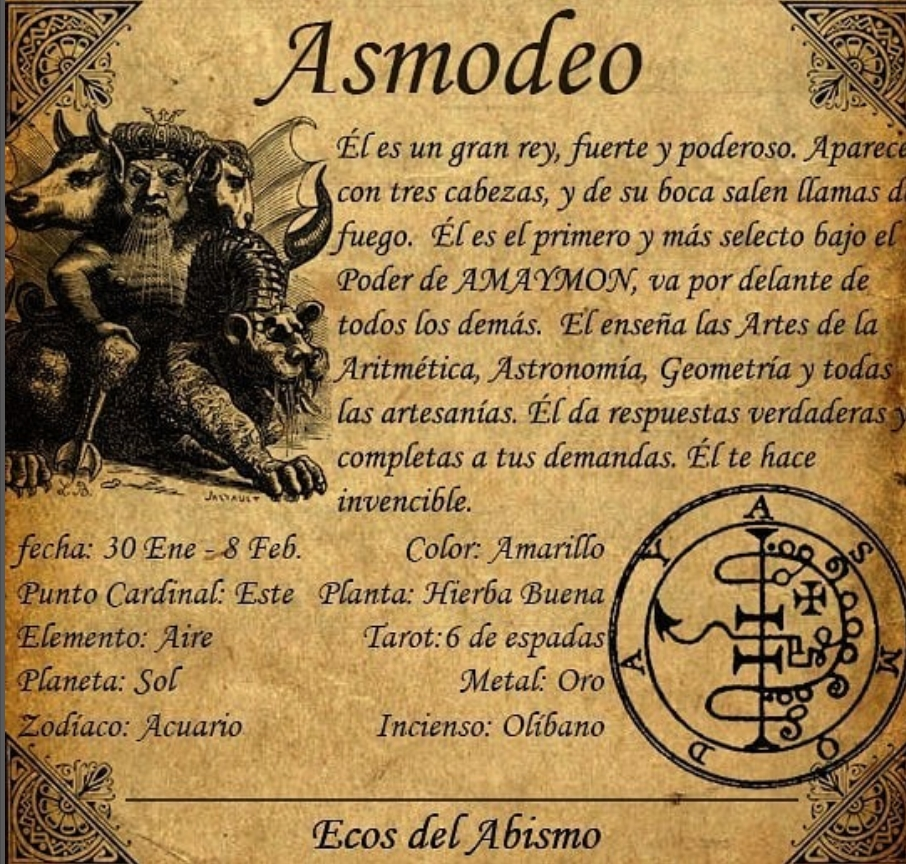 Asmodeo
Él es un gran rey, fuerte y poderoso. Aparece
con tres cabezas, y de su boca salen llamas d
fuego. Él es el primero y más selecto bajo el
Poder de AMAYMON, va por delante de
todos los demás. El enseña las Artes de la
Aritmética, Astronomía, Geometría y todas
las artesanías. Él da respuestas verdaderas y
completas a tus demandas. Él te hace
invencible.
fecha: 30 Ene - 8 Feb.
Color: Amarillo
Punto Cardinal: Este
Planta: Hierba Buena
Elemento: Aire
Tarot:6 de espadas
Planeta: Sol
Metal: Oro
Zodíaco: Acuario
Incienso: Olíbano
A S M O D A Y
Ecos del Abismo